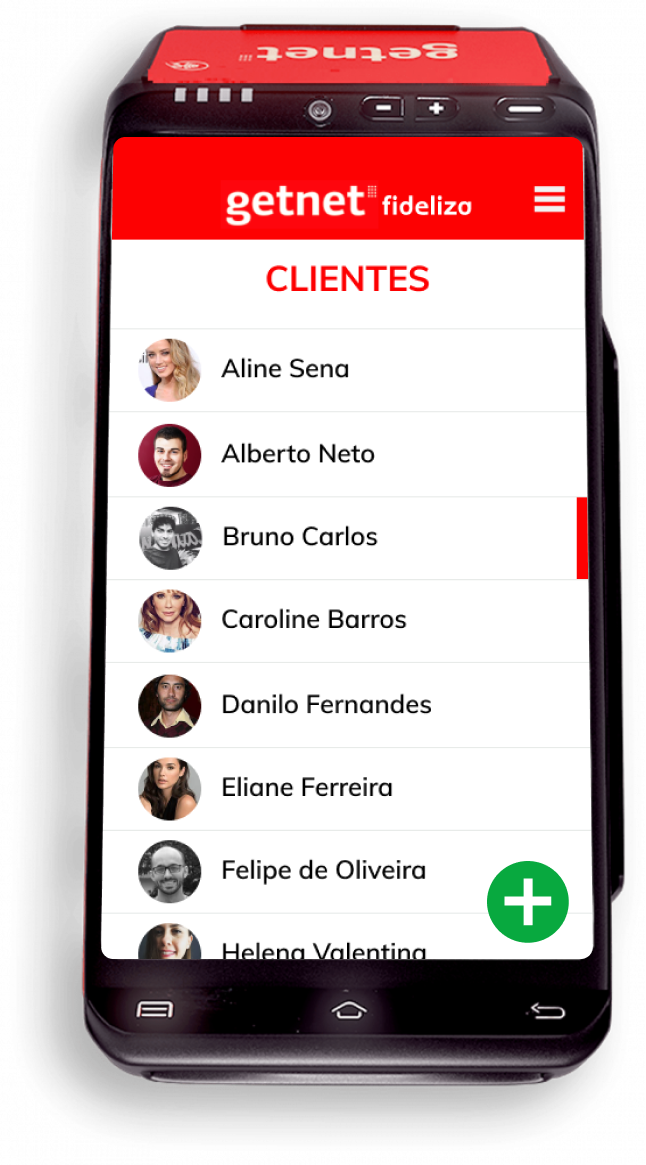 getnet
getnet fideliza
CLIENTES
Aline Sena
Alberto Neto
Bruno Carlos
Caroline Barros
Danilo Fernandes
Eliane Ferreira
Felipe de Oliveira
Helena Valentina